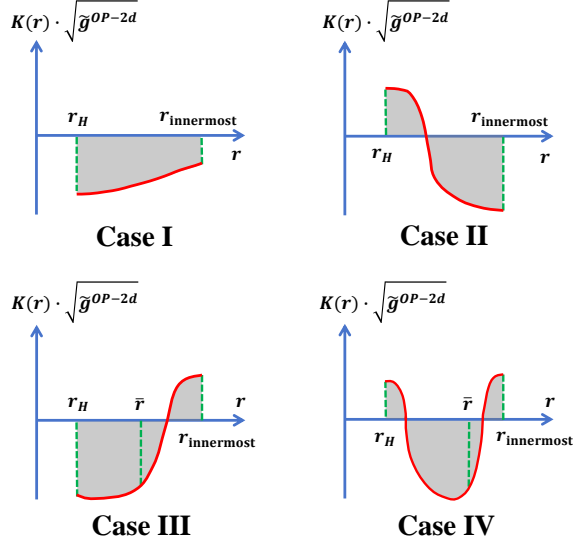 K(r) · √g̃^{OP−2d}
r_H
r_innermost
r
Case I
K(r) · √g̃^{OP−2d}
r_innermost
r_H
r
Case II
K(r) · √g̃^{OP−2d}
r_H
r̄
r
r_innermost
Case III
K(r) · √g̃^{OP−2d}
r̄
r
r_H
r_innermost
Case IV